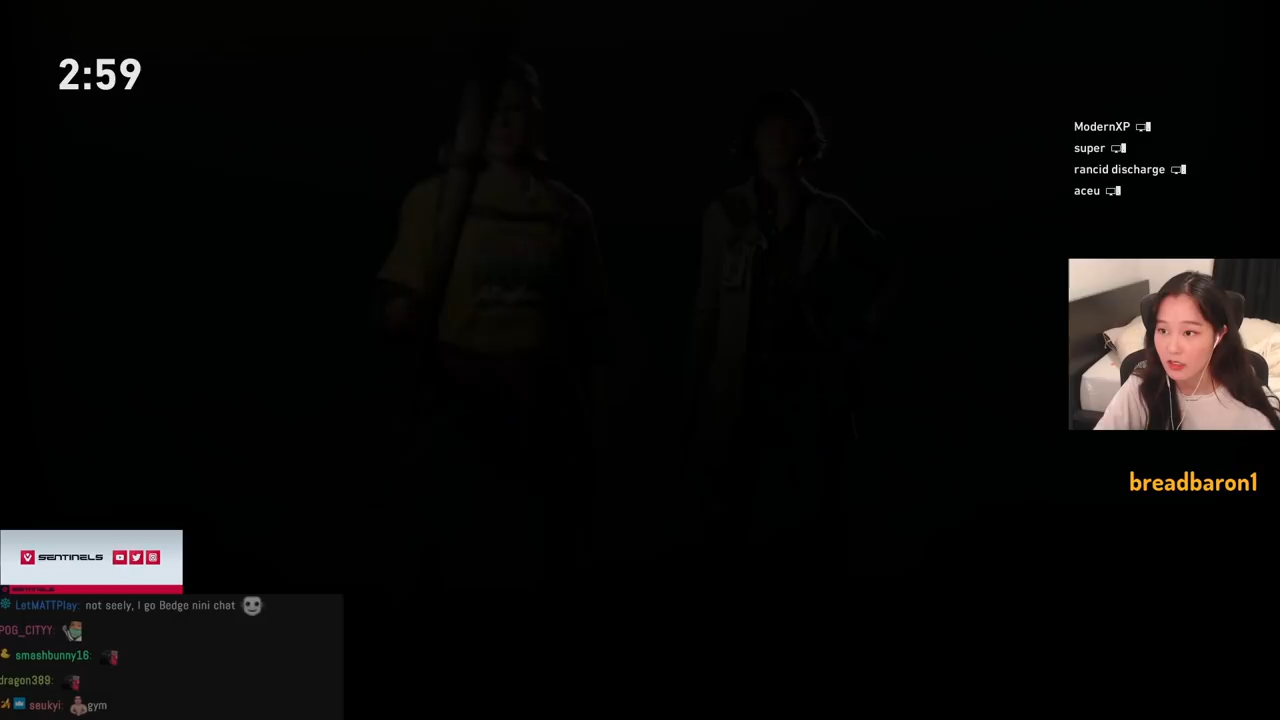 2:59
ModernXP
super
rancid discharge
aceu
breadbaron1
SENTINELS
SENTINELS
LetMATTPlay: not seely, I go Bedge nini chat
POG_CITYY:
smashbunny16:
dragon389:
seukyi: gym